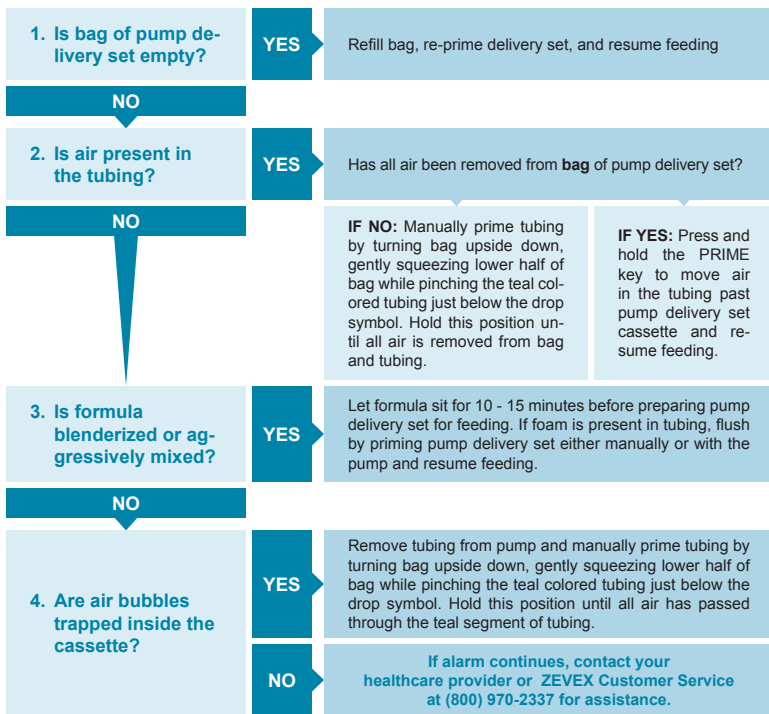 1. Is bag of pump de-
livery set empty?
YES
Refill bag, re-prime delivery set, and resume feeding
NO
2. Is air present in
the tubing?
YES
Has all air been removed from bag of pump delivery set?
NO
IF NO: Manually prime tubing
by turning bag upside down,
gently squeezing lower half of
bag while pinching the teal col-
ored tubing just below the drop
symbol. Hold this position un-
til all air is removed from bag
and tubing.
IF YES: Press and
hold the PRIME
key to move air
in the tubing past
pump delivery set
cassette and re-
sume feeding.
3. Is formula
blenderized or ag-
gressively mixed?
YES
Let formula sit for 10 - 15 minutes before preparing pump
delivery set for feeding. If foam is present in tubing, flush
by priming pump delivery set either manually or with the
pump and resume feeding.
NO
4. Are air bubbles
trapped inside the
cassette?
YES
Remove tubing from pump and manually prime tubing by
turning bag upside down, gently squeezing lower half of
bag while pinching the teal colored tubing just below the
drop symbol. Hold this position until all air has passed
through the teal segment of tubing.
NO
If alarm continues, contact your
healthcare provider or ZEVEX Customer Service
at (800) 970-2337 for assistance.